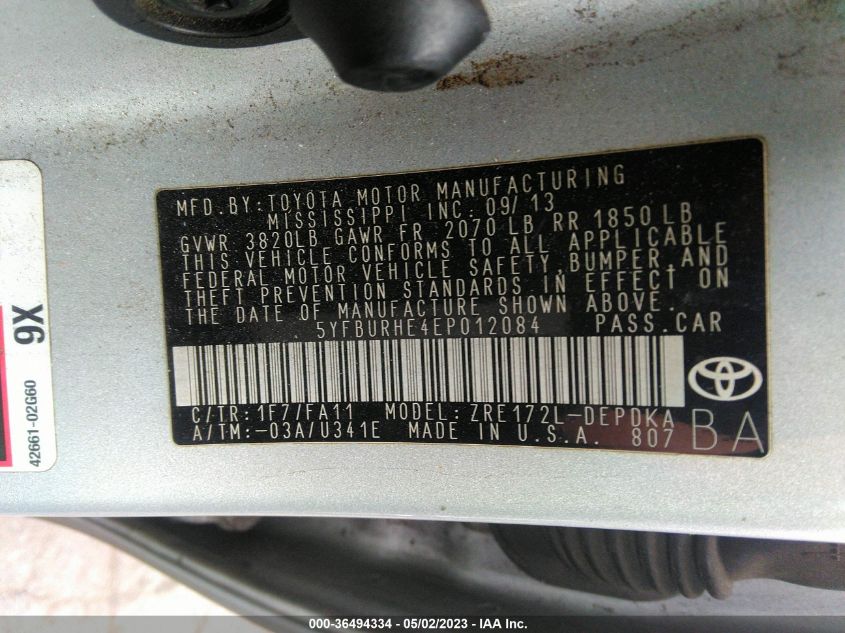 MFD. BY: TOYOTA MOTOR MANUFACTURING
MISSISSIPPI INC. 09/13
GVWR 3820LB GAWR FR 2070 LB RR 1850 LB
THIS VEHICLE CONFORMS TO ALL APPLICABLE
FEDERAL MOTOR VEHICLE SAFETY, BUMPER, AND
THEFT PREVENTION STANDARDS IN EFFECT ON
THE DATE OF MANUFACTURE SHOWN ABOVE.
5YFBURHE4EP012084 PASS. CAR
C/TR: 1F7/FA11 MODEL: ZRE172L-DEPDKA
A/TM: -03A/U341E MADE IN U.S.A. 807
BA
9X
42661-02G60
000-36494334 - 05/02/2023 - IAA Inc.